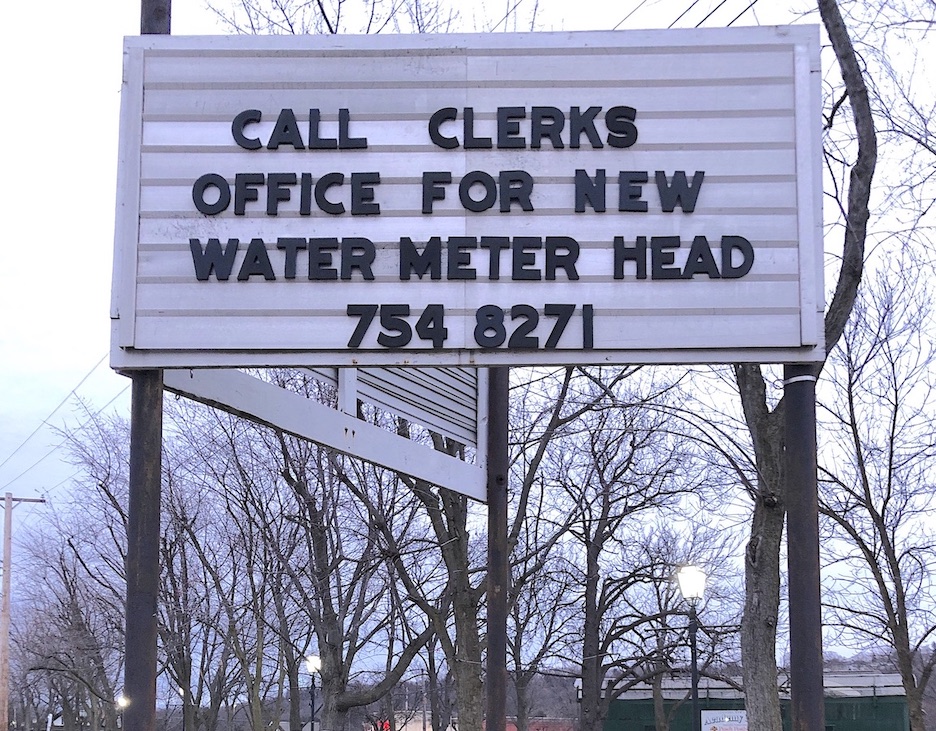 CALL CLERKS
OFFICE FOR NEW
WATER METER HEAD
754 8271